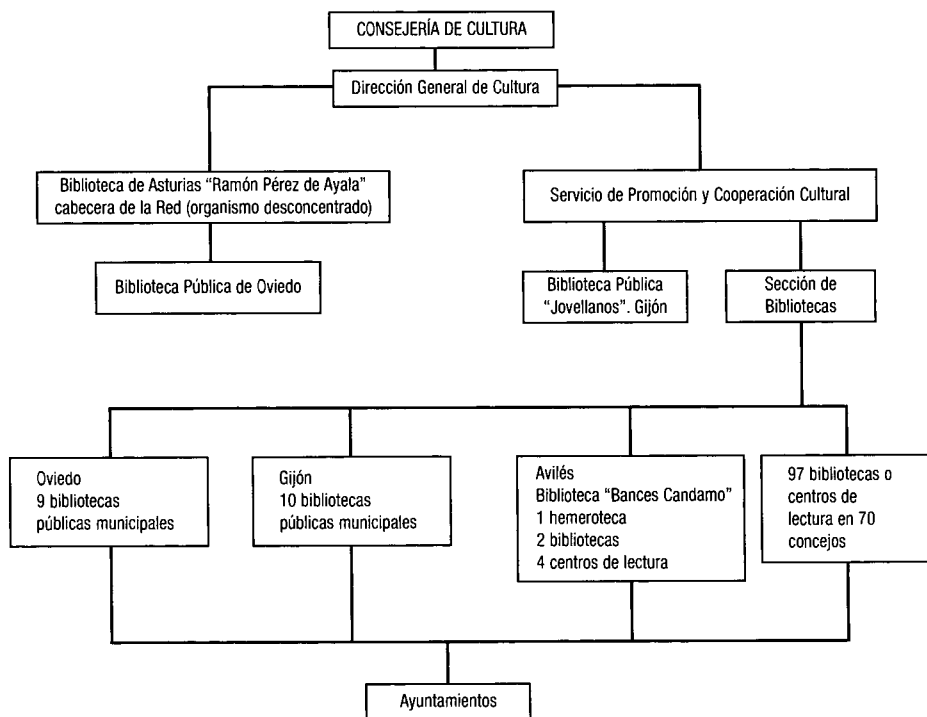 CONSEJERÍA DE CULTURA
Dirección General de Cultura
Biblioteca de Asturias “Ramón Pérez de Ayala”
cabecera de la Red (organismo desconcentrado)
Servicio de Promoción y Cooperación Cultural
Biblioteca Pública de Oviedo
Biblioteca Pública
“Jovellanos”. Gijón
Sección de
Bibliotecas
Oviedo
9 bibliotecas
públicas municipales
Gijón
10 bibliotecas
públicas municipales
Avilés
Biblioteca “Bances Candamo”
1 hemeroteca
2 bibliotecas
4 centros de lectura
97 bibliotecas o
centros de
lectura en 70
concejos
Ayuntamientos